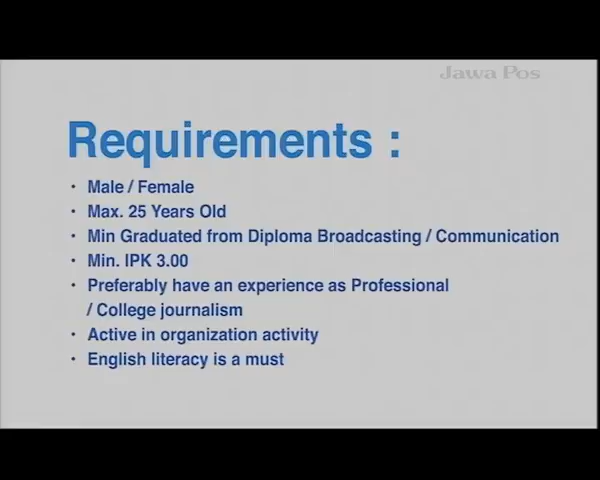 Jawa Pos
Requirements :
• Male / Female
• Max. 25 Years Old
• Min Graduated from Diploma Broadcasting / Communication
• Min. IPK 3.00
• Preferably have an experience as Professional
/ College journalism
• Active in organization activity
• English literacy is a must